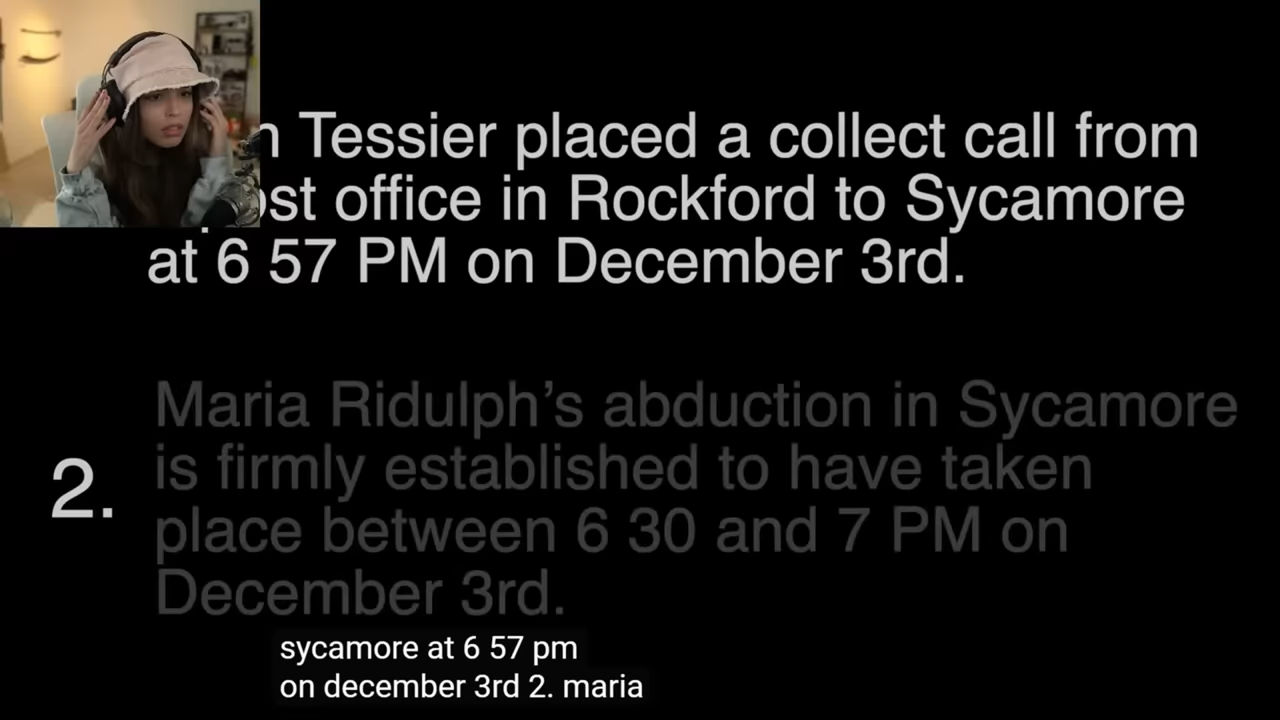 Tessier placed a collect call from
office in Rockford to Sycamore
at 6 57 PM on December 3rd.
2.
Maria Ridulph’s abduction in Sycamore
is firmly established to have taken
place between 6 30 and 7 PM on
December 3rd.
sycamore at 6 57 pm
on december 3rd 2. maria